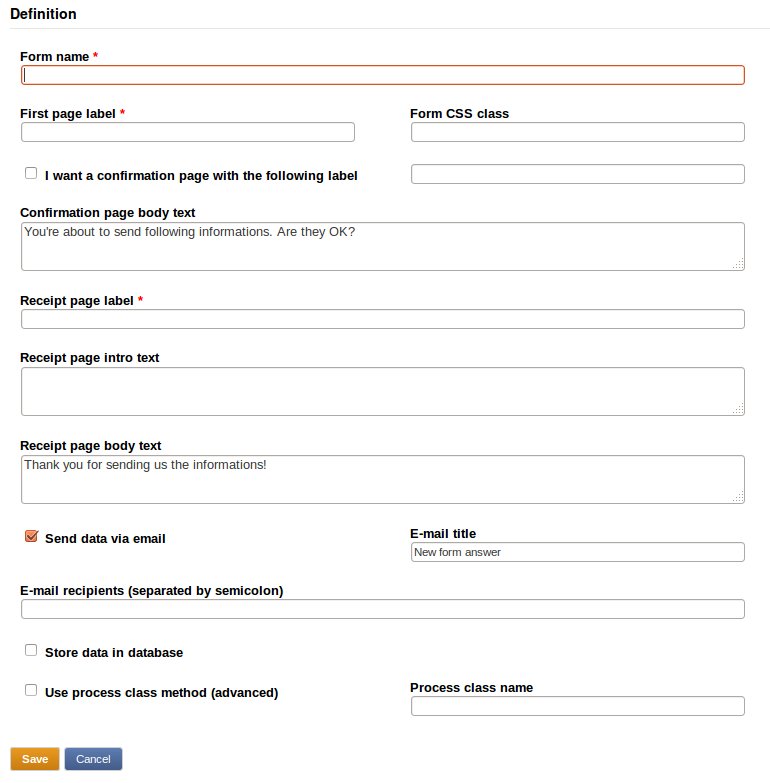 Definition
Form name *
First page label *
Form CSS class
I want a confirmation page with the following label
Confirmation page body text
You're about to send following informations. Are they OK?
Receipt page label *
Receipt page intro text
Receipt page body text
Thank you for sending us the informations!
Send data via email
E-mail title
New form answer
E-mail recipients (separated by semicolon)
Store data in database
Use process class method (advanced)
Process class name
Save
Cancel